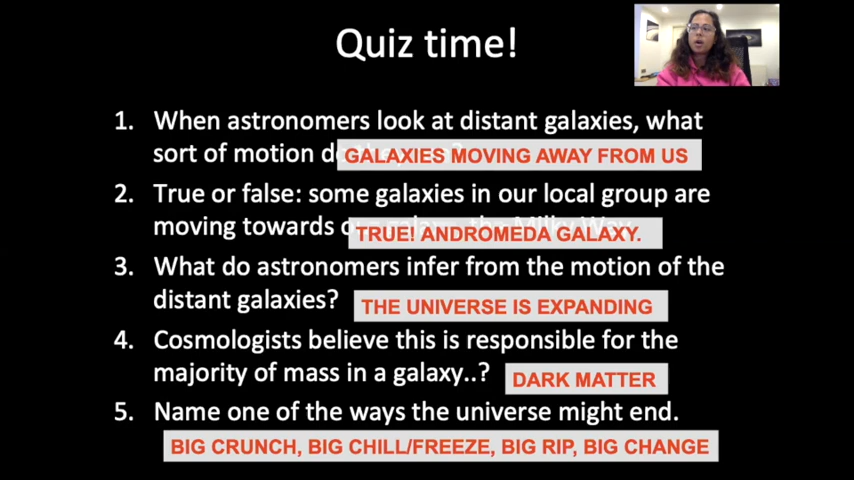 Quiz time!
1. When astronomers look at distant galaxies, what
sort of motion GALAXIES MOVING AWAY FROM US
2. True or false: some galaxies in our local group are
moving towards TRUE! ANDROMEDA GALAXY.
3. What do astronomers infer from the motion of the
distant galaxies? THE UNIVERSE IS EXPANDING
4. Cosmologists believe this is responsible for the
majority of mass in a galaxy..? DARK MATTER
5. Name one of the ways the universe might end.
BIG CRUNCH, BIG CHILL/FREEZE, BIG RIP, BIG CHANGE